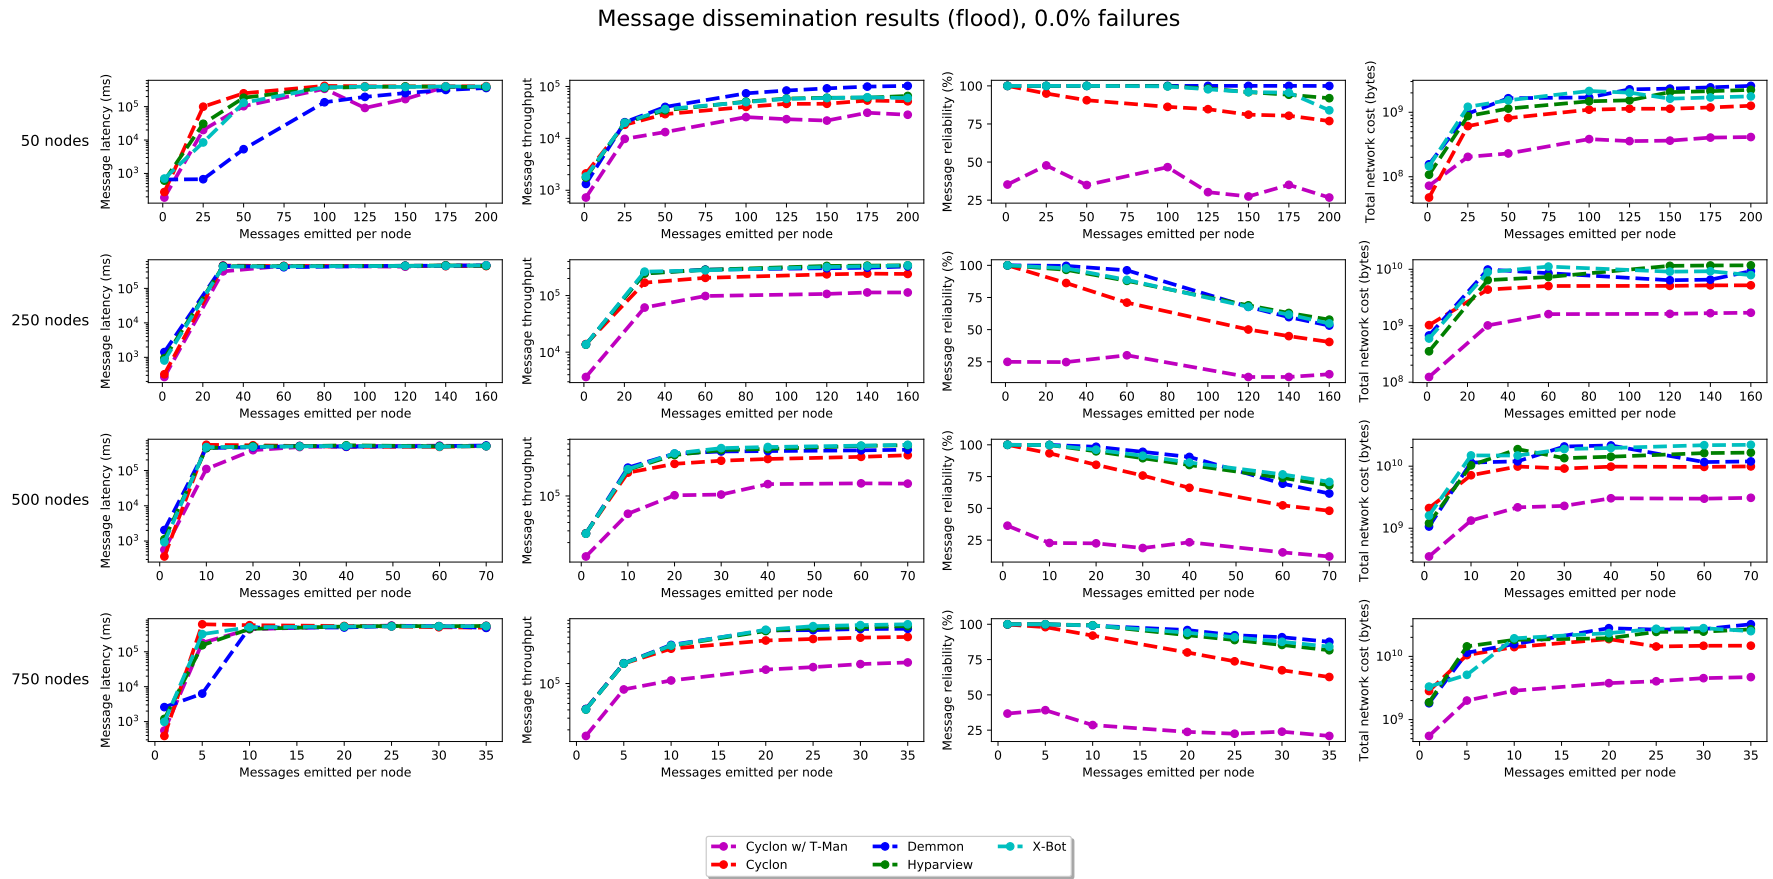 Message dissemination results (flood), 0.0% failures
50 nodes
Message latency (ms)
10⁵
10⁴
10³
0 25 50 75 100 125 150 175 200
Messages emitted per node
Message throughput
10⁵
10⁴
10³
0 25 50 75 100 125 150 175 200
Messages emitted per node
Message reliability (%)
100
75
50
25
0 25 50 75 100 125 150 175 200
Messages emitted per node
Total network cost (bytes)
10⁹
10⁸
0 25 50 75 100 125 150 175 200
Messages emitted per node
250 nodes
Message latency (ms)
10⁵
10⁴
10³
0 20 40 60 80 100 120 140 160
Messages emitted per node
Message throughput
10⁵
10⁴
0 20 40 60 80 100 120 140 160
Messages emitted per node
Message reliability (%)
100
75
50
25
0 20 40 60 80 100 120 140 160
Messages emitted per node
Total network cost (bytes)
10¹⁰
10⁹
10⁸
0 20 40 60 80 100 120 140 160
Messages emitted per node
500 nodes
Message latency (ms)
10⁵
10⁴
10³
0 10 20 30 40 50 60 70
Messages emitted per node
Message throughput
10⁵
0 10 20 30 40 50 60 70
Messages emitted per node
Message reliability (%)
100
75
50
25
0 10 20 30 40 50 60 70
Messages emitted per node
Total network cost (bytes)
10¹⁰
10⁹
0 10 20 30 40 50 60 70
Messages emitted per node
750 nodes
Message latency (ms)
10⁵
10⁴
10³
0 5 10 15 20 25 30 35
Messages emitted per node
Message throughput
10⁵
0 5 10 15 20 25 30 35
Messages emitted per node
Message reliability (%)
100
75
50
25
0 5 10 15 20 25 30 35
Messages emitted per node
Total network cost (bytes)
10¹⁰
10⁹
0 5 10 15 20 25 30 35
Messages emitted per node
Cyclon w/ T-Man
Cyclon
Demmon
Hyparview
X-Bot